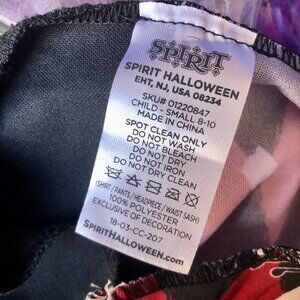 SPIRIT
SPIRIT HALLOWEEN
EHT, NJ, USA 08234
SKU# 01220847
CHILD - SMALL 8-10
MADE IN CHINA
SPOT CLEAN ONLY
DO NOT WASH
DO NOT BLEACH
DO NOT DRY
DO NOT IRON
DO NOT DRY CLEAN
(SHIRT / PANTS / HEADPIECE / WAIST SASH)
100% POLYESTER
EXCLUSIVE OF DECORATION
18-03-CC-207
SPIRITHALLOWEEN.COM